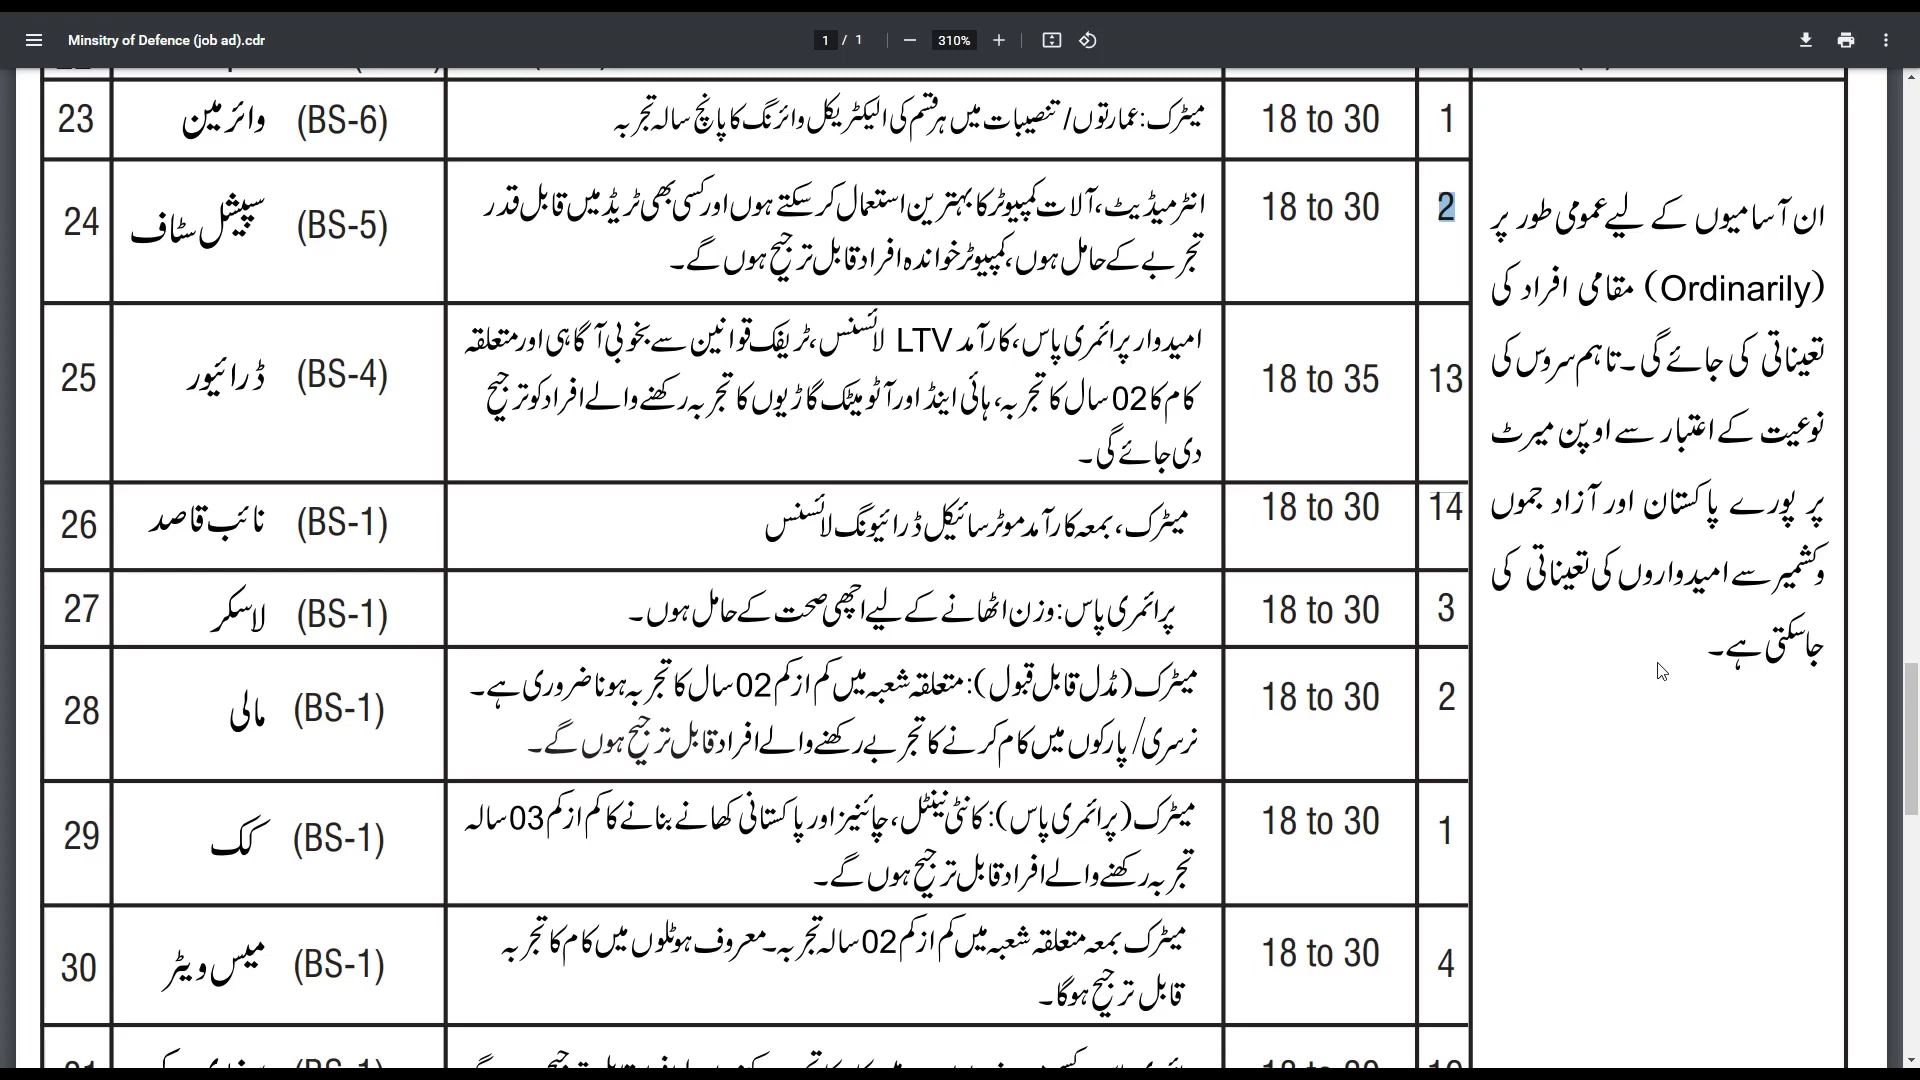 Minsitry of Defence (job ad).cdr
1 / 1
310%
23 وائر مین (BS-6) میٹرک: عمارتوں/ تنصیبات میں ہر قسم کی الیکٹریکل وائرنگ کا پانچ سالہ تجربہ 18 to 30 1
24 سپیشل سٹاف (BS-5) انٹرمیڈیٹ، آلات کمپیوٹر کا بہترین استعمال کر سکتے ہوں اور کسی بھی ٹریڈ میں قابل قدر 18 to 30 2
تجربے کے حامل ہوں، کمپیوٹر خواندہ افراد قابل ترجیح ہوں گے۔
25 ڈرائیور (BS-4) امیدوار پرائمری پاس، کارآمد LTV لائسنس، ٹریفک قوانین سے بخوبی آگاہی اور متعلقہ 18 to 35 13
کام کا 02 سال کا تجربہ، ہائی اینڈ اور آٹومیٹک گاڑیوں کا تجربہ رکھنے والے افراد کو ترجیح
دی جائے گی۔
26 نائب قاصد (BS-1) میٹرک، بمعہ کارآمد موٹر سائیکل ڈرائیونگ لائسنس 18 to 30 14
27 لاسکر (BS-1) پرائمری پاس: وزن اٹھانے کے لیے اچھی صحت کے حامل ہوں۔ 18 to 30 3
28 مالی (BS-1) میٹرک (مڈل قابل قبول): متعلقہ شعبہ میں کم از کم 02 سال کا تجربہ ہونا ضروری ہے۔ 18 to 30 2
نرسری/ پارکوں میں کام کرنے کا تجربے رکھنے والے افراد قابل ترجیح ہوں گے۔
29 کک (BS-1) میٹرک (پرائمری پاس): کانٹی نینٹل، چائنیز اور پاکستانی کھانے بنانے کا کم از کم 03 سالہ 18 to 30 1
تجربہ رکھنے والے افراد قابل ترجیح ہوں گے۔
30 میس ویٹر (BS-1) میٹرک بمعہ متعلقہ شعبہ میں کم از کم 02 سالہ تجربہ۔ معروف ہوٹلوں میں کام کا تجربہ 18 to 30 4
قابل ترجیح ہوگا۔
ان آسامیوں کے لیے عمومی طور پر
(Ordinarily) مقامی افراد کی
تعیناتی کی جائے گی۔ تاہم سروس کی
نوعیت کے اعتبار سے اوپن میرٹ
پر پورے پاکستان اور آزاد جموں
و کشمیر سے امیدواروں کی تعیناتی کی
جاسکتی ہے۔